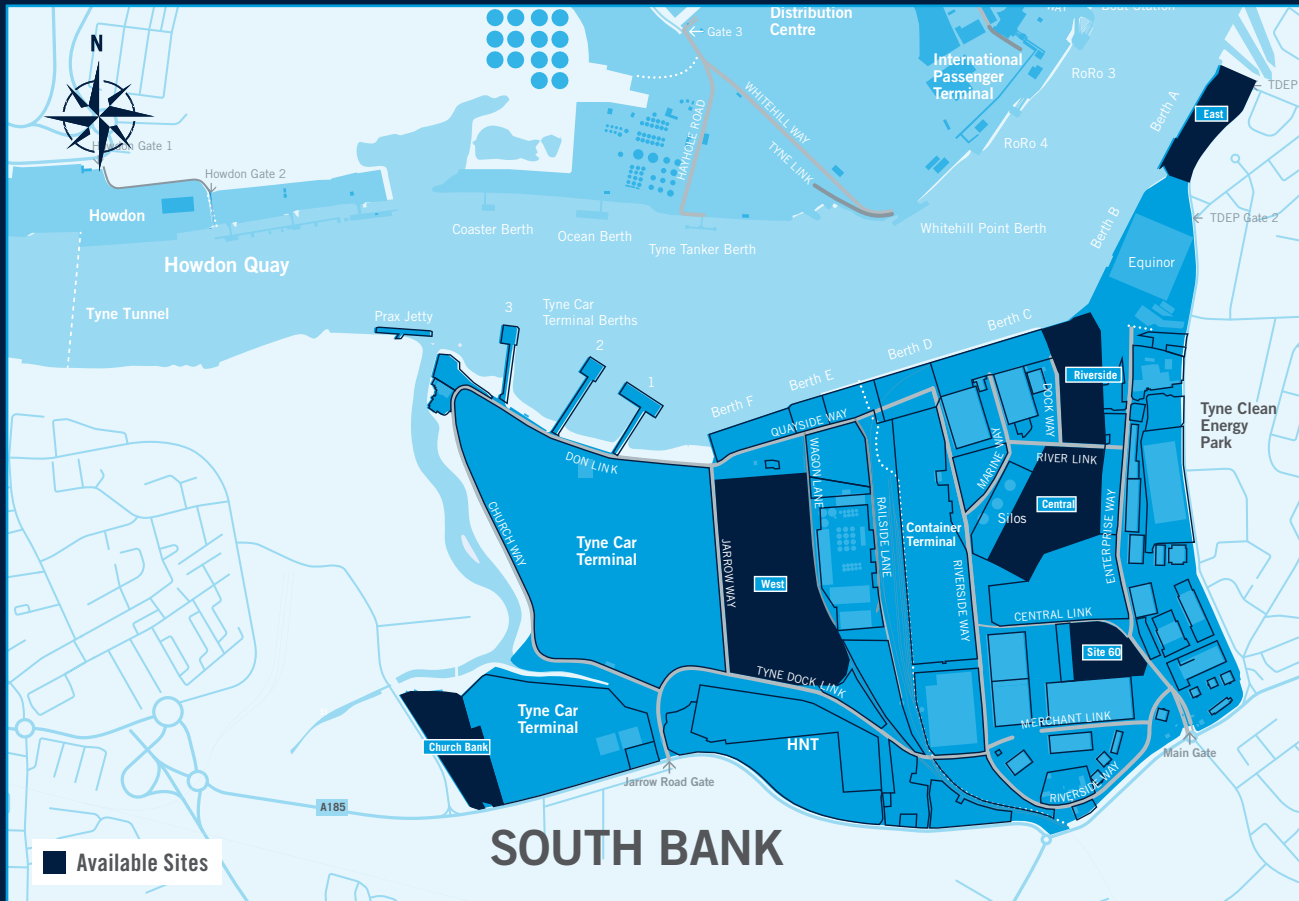 Distribution
Centre
Gate 3
International
Passenger
Terminal
Boat Station
RoRo 3
N
WHITEHILL WAY
HAYHOLE ROAD
TYNE LINK
RoRo 4
Berth A
East
TDEP
Howdon Gate 1
Howdon Gate 2
Howdon
Howdon Quay
Tyne Tunnel
Coaster Berth
Ocean Berth
Tyne Tanker Berth
Whitehill Point Berth
Berth B
TDEP Gate 2
Equinor
Prax Jetty
3
Tyne Car
Terminal Berths
2
1
Berth F
Berth E
Berth D
Berth C
Riverside
Tyne Clean
Energy
Park
QUAYSIDE WAY
DOCK WAY
DON LINK
WAGON LANE
MARINE WAY
RIVER LINK
CHURCH WAY
RAILSIDE LANE
Central
Silos
Container
Terminal
Tyne Car
Terminal
JARROW WAY
West
RIVERSIDE WAY
ENTERPRISE WAY
CENTRAL LINK
Site 60
TYNE DOCK LINK
Tyne Car
Terminal
Church Bank
HNT
MERCHANT LINK
Main Gate
Jarrow Road Gate
RIVERSIDE WAY
A185
SOUTH BANK
Available Sites